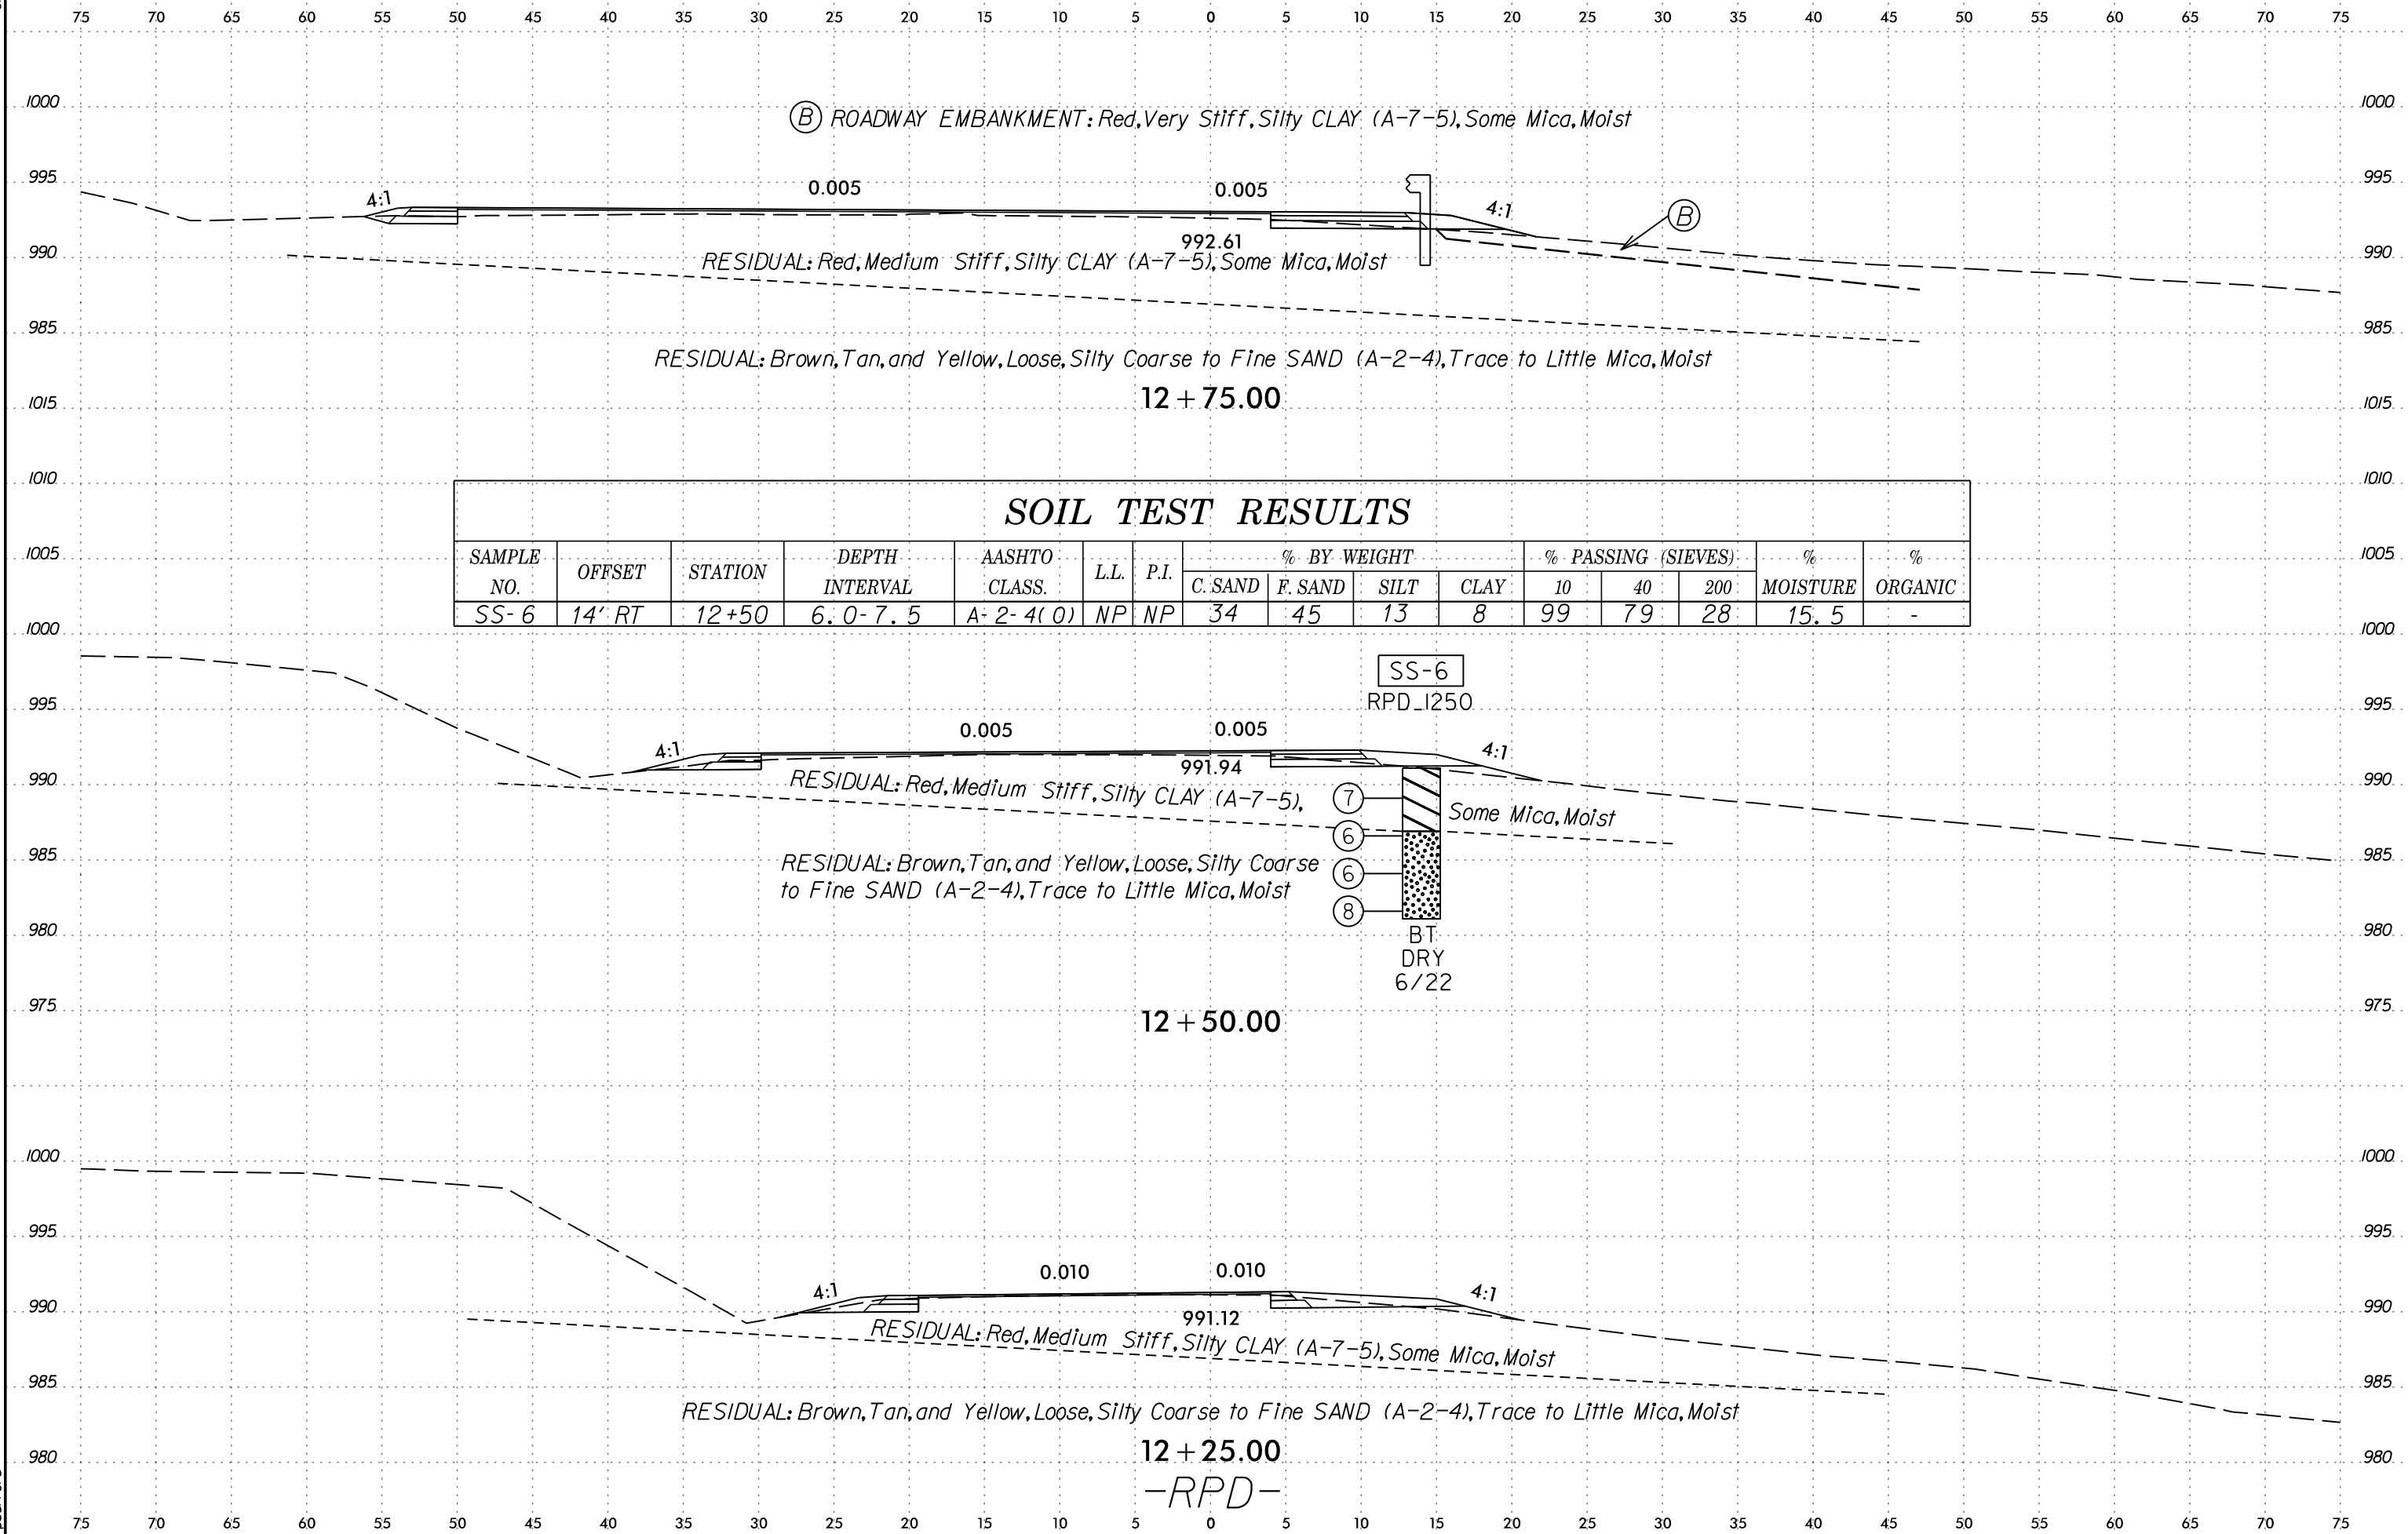 75 70 65 60 55 50 45 40 35 30 25 20 15 10 5 0 5 10 15 20 25 30 35 40 45 50 55 60 65 70 75
1000 1000
B ROADWAY EMBANKMENT: Red, Very Stiff, Silty CLAY (A-7-5), Some Mica, Moist
995 995
4:1 0.005 0.005 4:1 B
990 992.61 990
RESIDUAL: Red, Medium Stiff, Silty CLAY (A-7-5), Some Mica, Moist
985 985
RESIDUAL: Brown, Tan, and Yellow, Loose, Silty Coarse to Fine SAND (A-2-4), Trace to Little Mica, Moist
12+75.00
1015 1015
1010 1010
SOIL TEST RESULTS
1005 1005
SAMPLE NO. OFFSET STATION DEPTH INTERVAL AASHTO CLASS. L.L. P.I. % BY WEIGHT % PASSING (SIEVES) % MOISTURE % ORGANIC
C. SAND F. SAND SILT CLAY 10 40 200
SS-6 14' RT 12+50 6.0-7.5 A-2-4(0) NP NP 34 45 13 8 99 79 28 15.5 -
1000 1000
SS-6
RPD_1250
995 995
4:1 0.005 0.005 4:1
990 991.94 990
RESIDUAL: Red, Medium Stiff, Silty CLAY (A-7-5), 7 Some Mica, Moist
6
985 985
RESIDUAL: Brown, Tan, and Yellow, Loose, Silty Coarse
6
to Fine SAND (A-2-4), Trace to Little Mica, Moist
8
980 980
BT
DRY
6/22
975 975
12+50.00
1000 1000
995 995
4:1 0.010 0.010 4:1
990 991.12 990
RESIDUAL: Red, Medium Stiff, Silty CLAY (A-7-5), Some Mica, Moist
985 985
RESIDUAL: Brown, Tan, and Yellow, Loose, Silty Coarse to Fine SAND (A-2-4), Trace to Little Mica, Moist
12+25.00
980 980
-RPD-
75 70 65 60 55 50 45 40 35 30 25 20 15 10 5 0 5 10 15 20 25 30 35 40 45 50 55 60 65 70 75